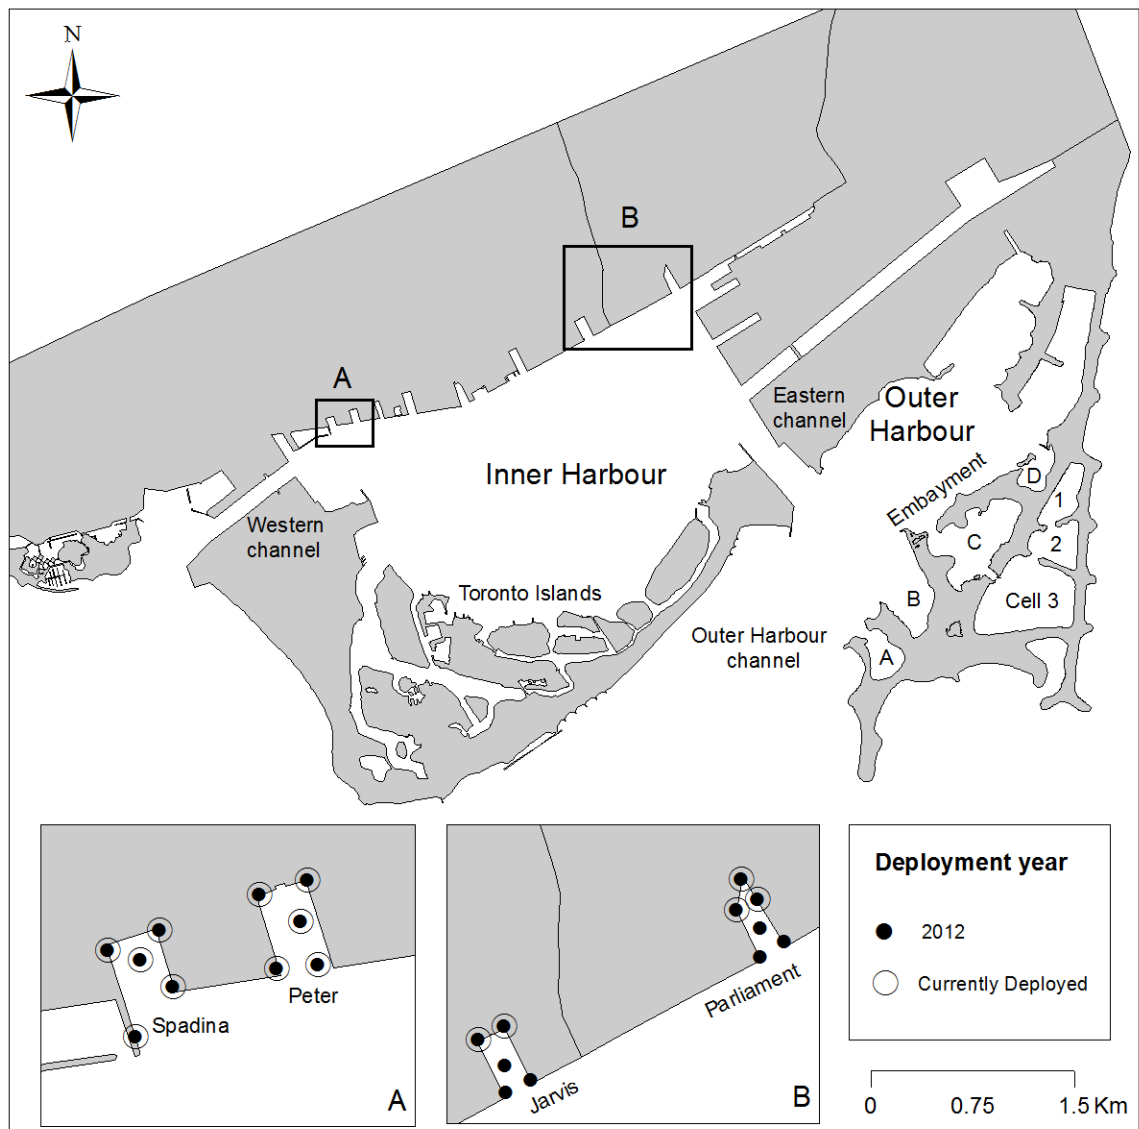 N
B
A
Eastern
channel
Outer
Harbour
Inner Harbour
Embayment
D
1
Western
channel
C
2
Toronto Islands
B
Cell 3
Outer Harbour
channel
A
Peter
Spadina
A
Parliament
Jarvis
B
Deployment year
2012
Currently Deployed
0 0.75 1.5 Km